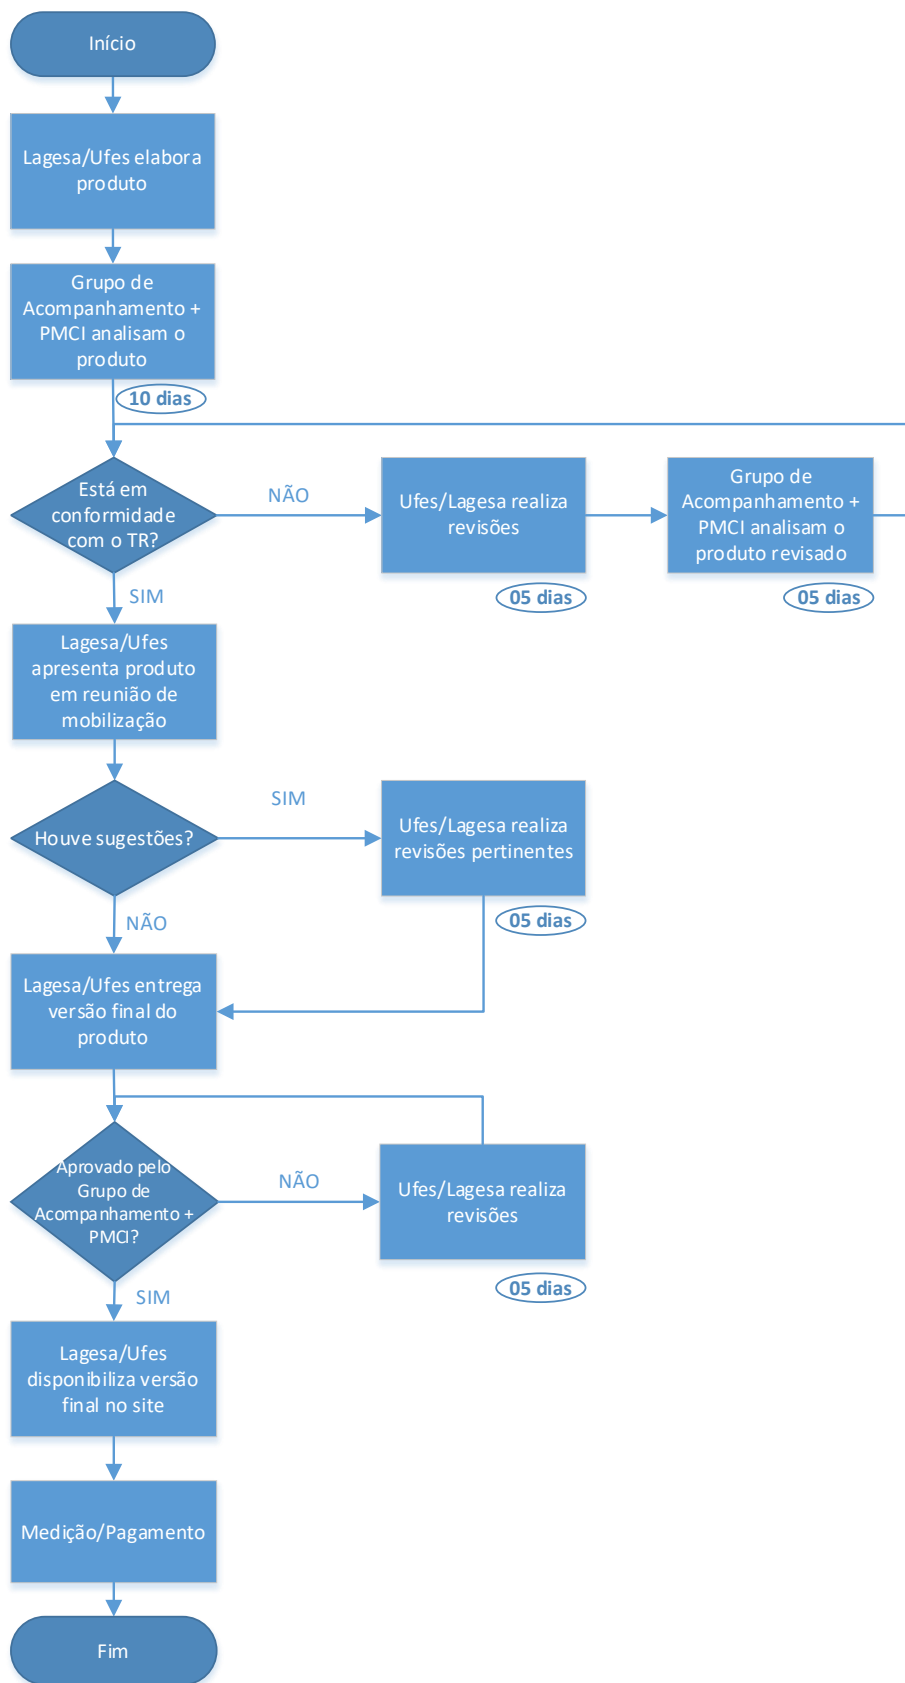 Início
Lagesa/Ufes elabora
produto
Grupo de
Acompanhamento +
PMCI analisam o
produto
10 dias
Está em
conformidade
com o TR?
NÃO
Ufes/Lagesa realiza
revisões
05 dias
Grupo de
Acompanhamento +
PMCI analisam o
produto revisado
05 dias
SIM
Lagesa/Ufes
apresenta produto
em reunião de
mobilização
Houve sugestões?
SIM
Ufes/Lagesa realiza
revisões pertinentes
05 dias
NÃO
Lagesa/Ufes entrega
versão final do
produto
Aprovado pelo
Grupo de
Acompanhamento +
PMCI?
NÃO
Ufes/Lagesa realiza
revisões
05 dias
SIM
Lagesa/Ufes
disponibiliza versão
final no site
Medição/Pagamento
Fim